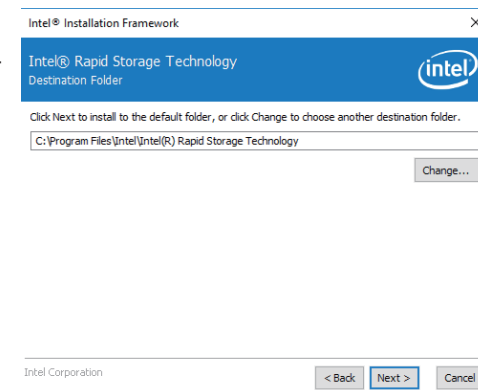 Intel® Installation Framework
Intel® Rapid Storage Technology
(intel)
Destination Folder
Click Next to install to the default folder, or click Change to choose another destination folder.
C:\Program Files\Intel\Intel(R) Rapid Storage Technology
Change...
Intel Corporation
< Back Next > Cancel